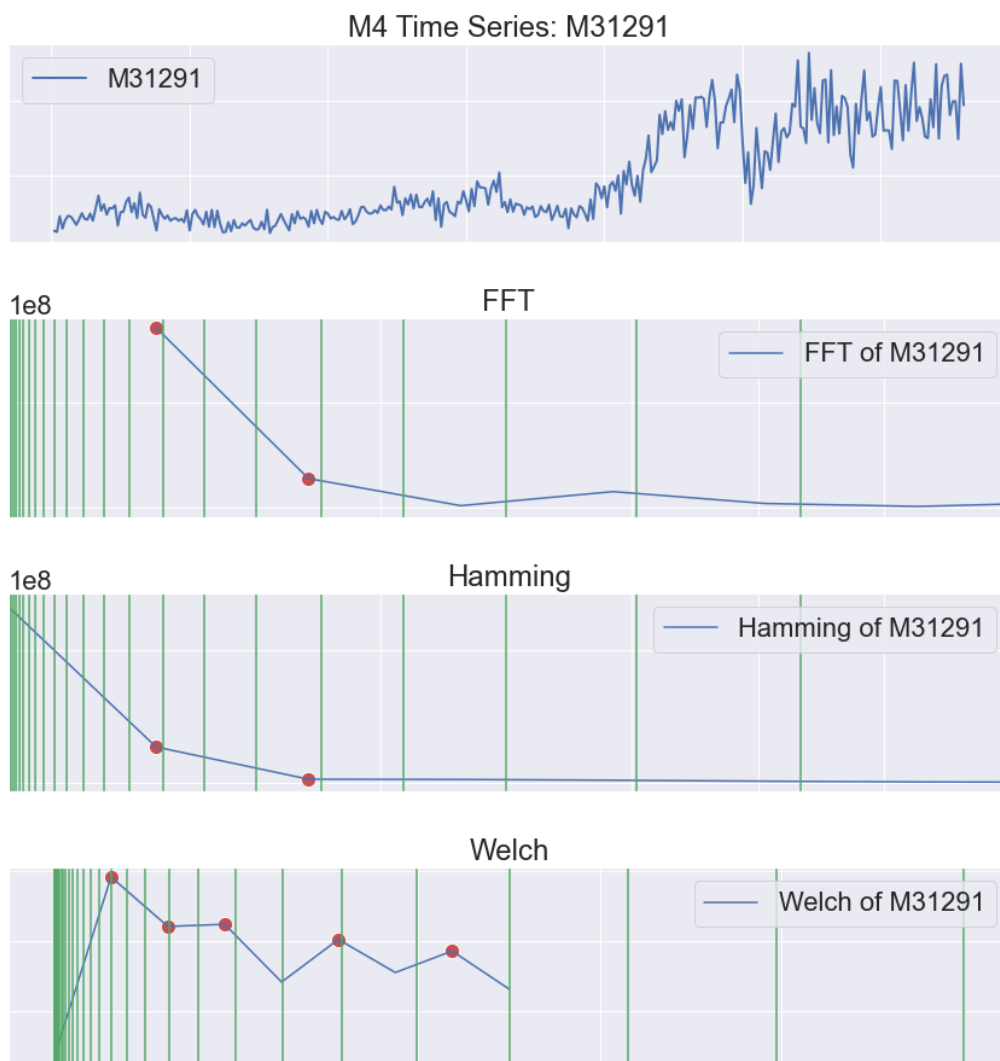 M4 Time Series: M31291
M31291
FFT
1e8
FFT of M31291
Hamming
1e8
Hamming of M31291
Welch
Welch of M31291